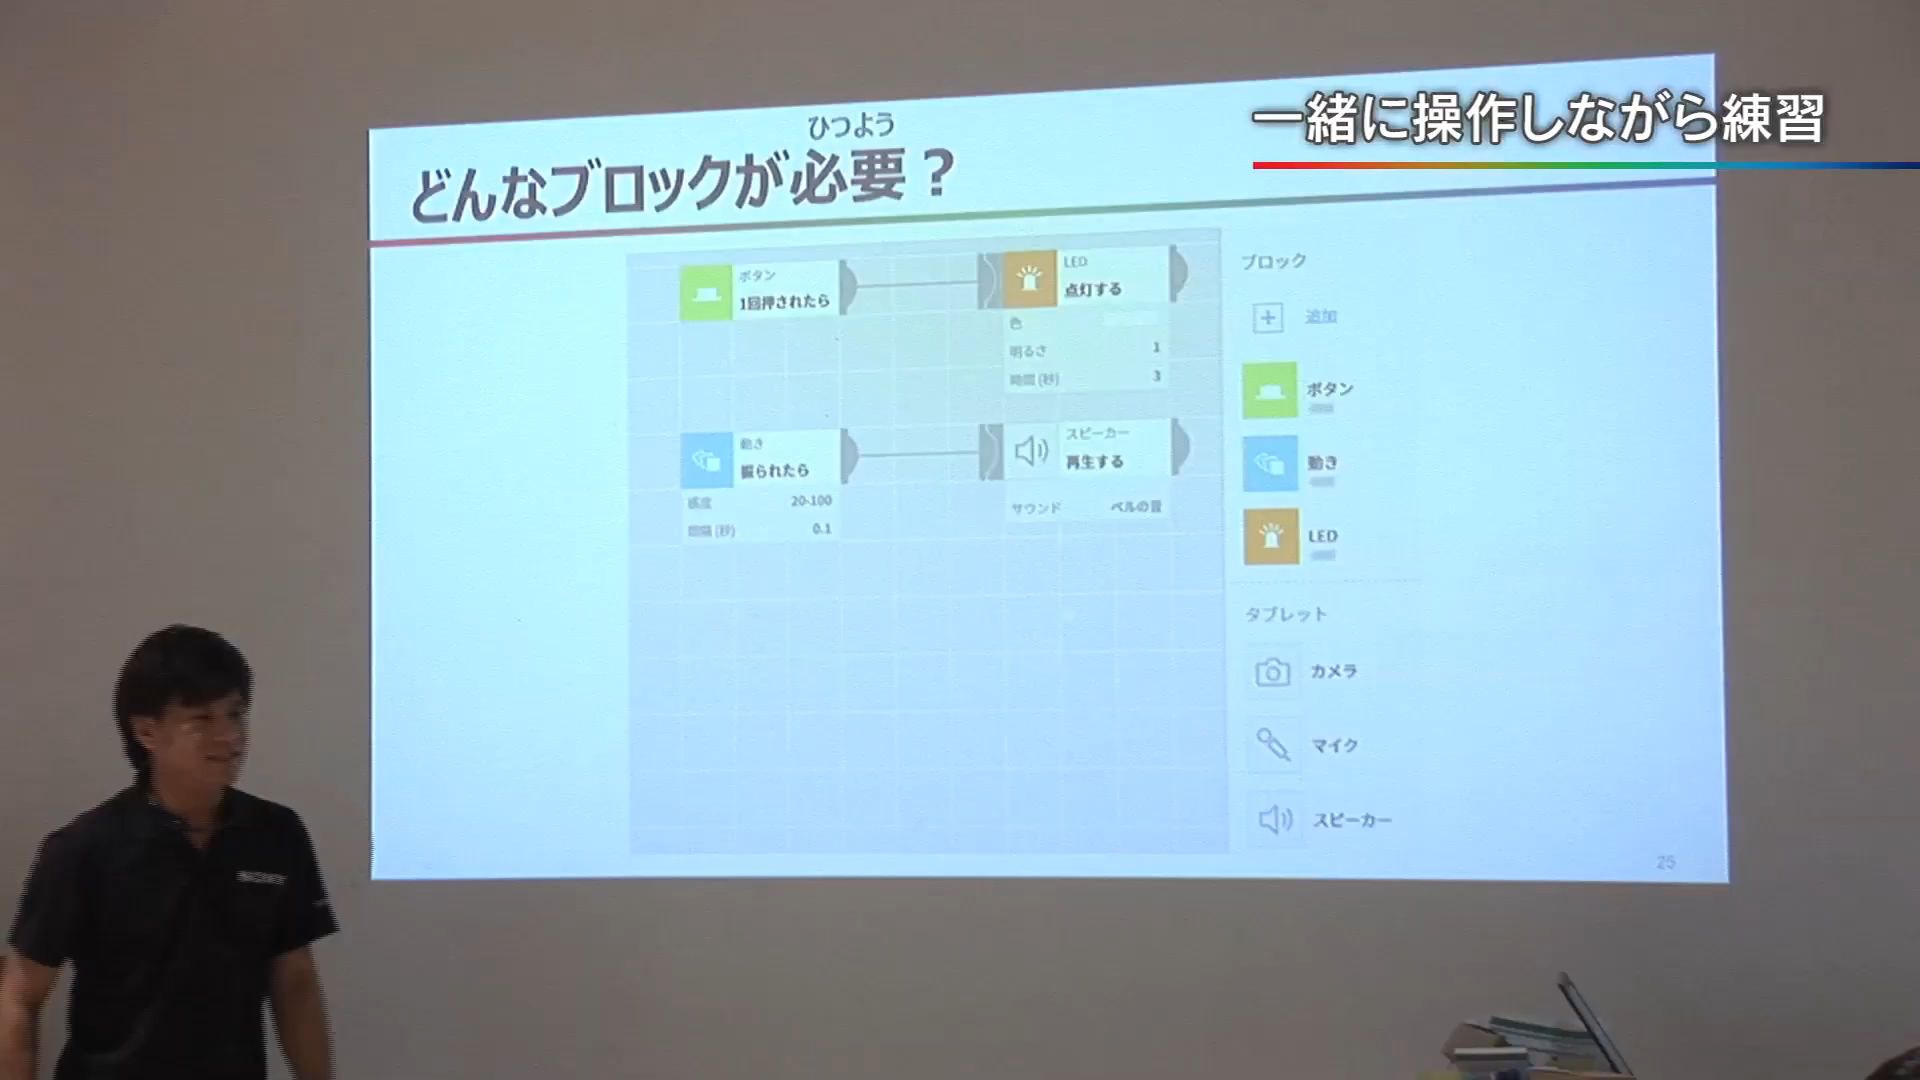 一緒に操作しながら練習
ひつよう
どんなブロックが必要？
ボタン
1回押されたら
LED
点灯する
色
明るさ 1
時間(秒) 3
動き
振られたら
感度 20-100
間隔(秒) 0.1
スピーカー
再生する
サウンド ベルの音
ブロック
追加
ボタン
動き
LED
タブレット
カメラ
マイク
スピーカー
25